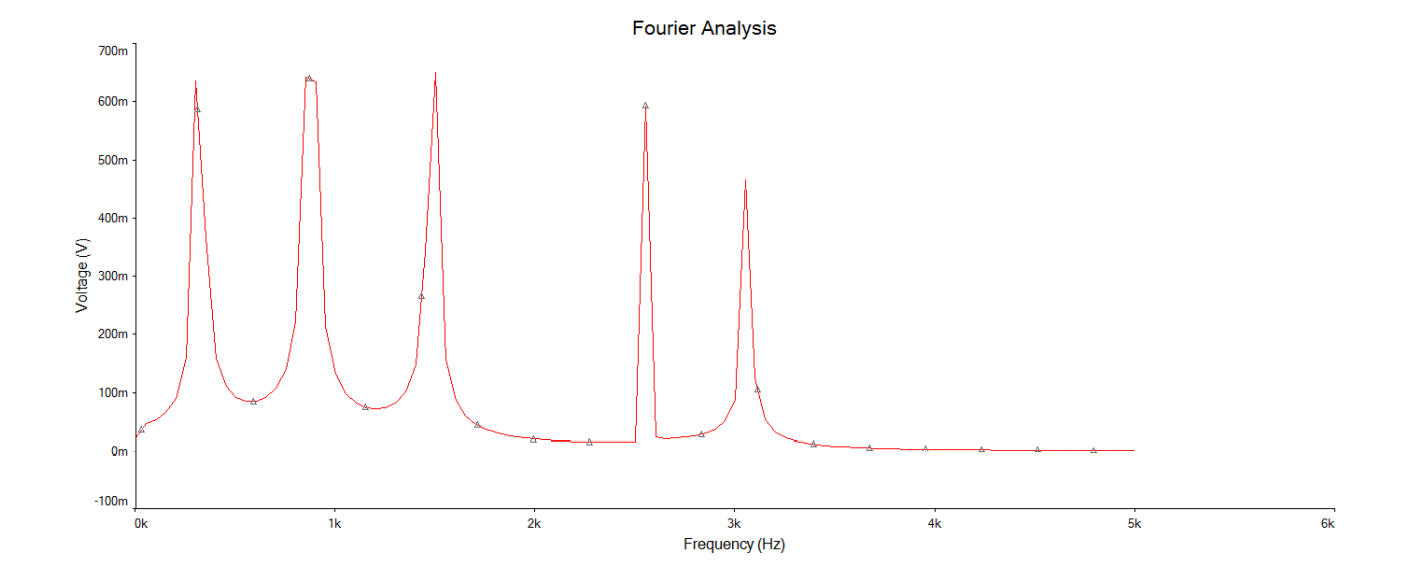 Fourier Analysis
700m
600m
500m
400m
300m
200m
100m
0m
-100m
Voltage (V)
0k 1k 2k 3k 4k 5k 6k
Frequency (Hz)